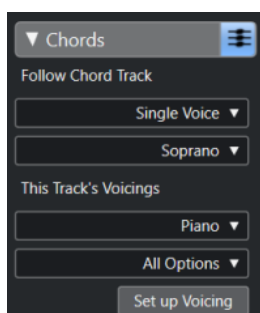 Chords
Follow Chord Track
Single Voice
Soprano
This Track's Voicings
Piano
All Options
Set up Voicing